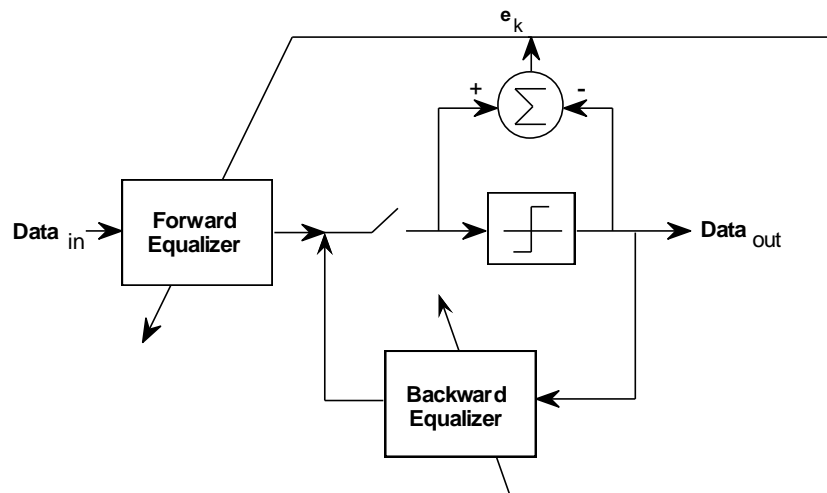 e k
+ Σ -
Data in
Forward
Equalizer
Data out
Backward
Equalizer